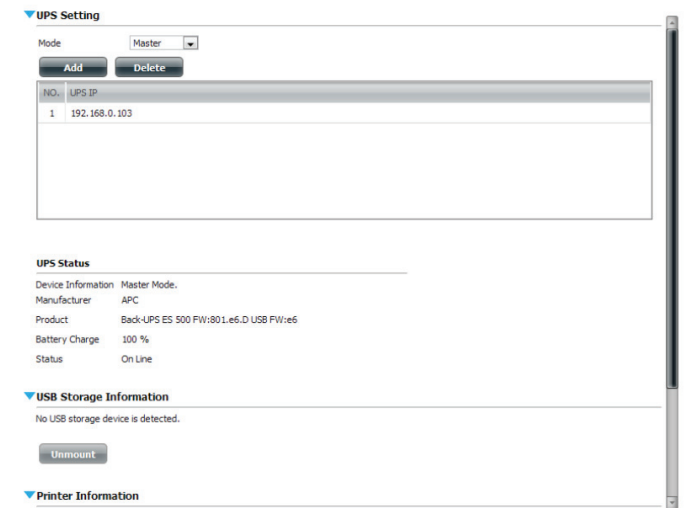 UPS Setting
Mode Master
Add Delete
NO. UPS IP
1 192.168.0.103
UPS Status
Device Information Master Mode.
Manufacturer APC
Product Back-UPS ES 500 FW:801.e6.D USB FW:e6
Battery Charge 100 %
Status On Line
USB Storage Information
No USB storage device is detected.
Unmount
Printer Information